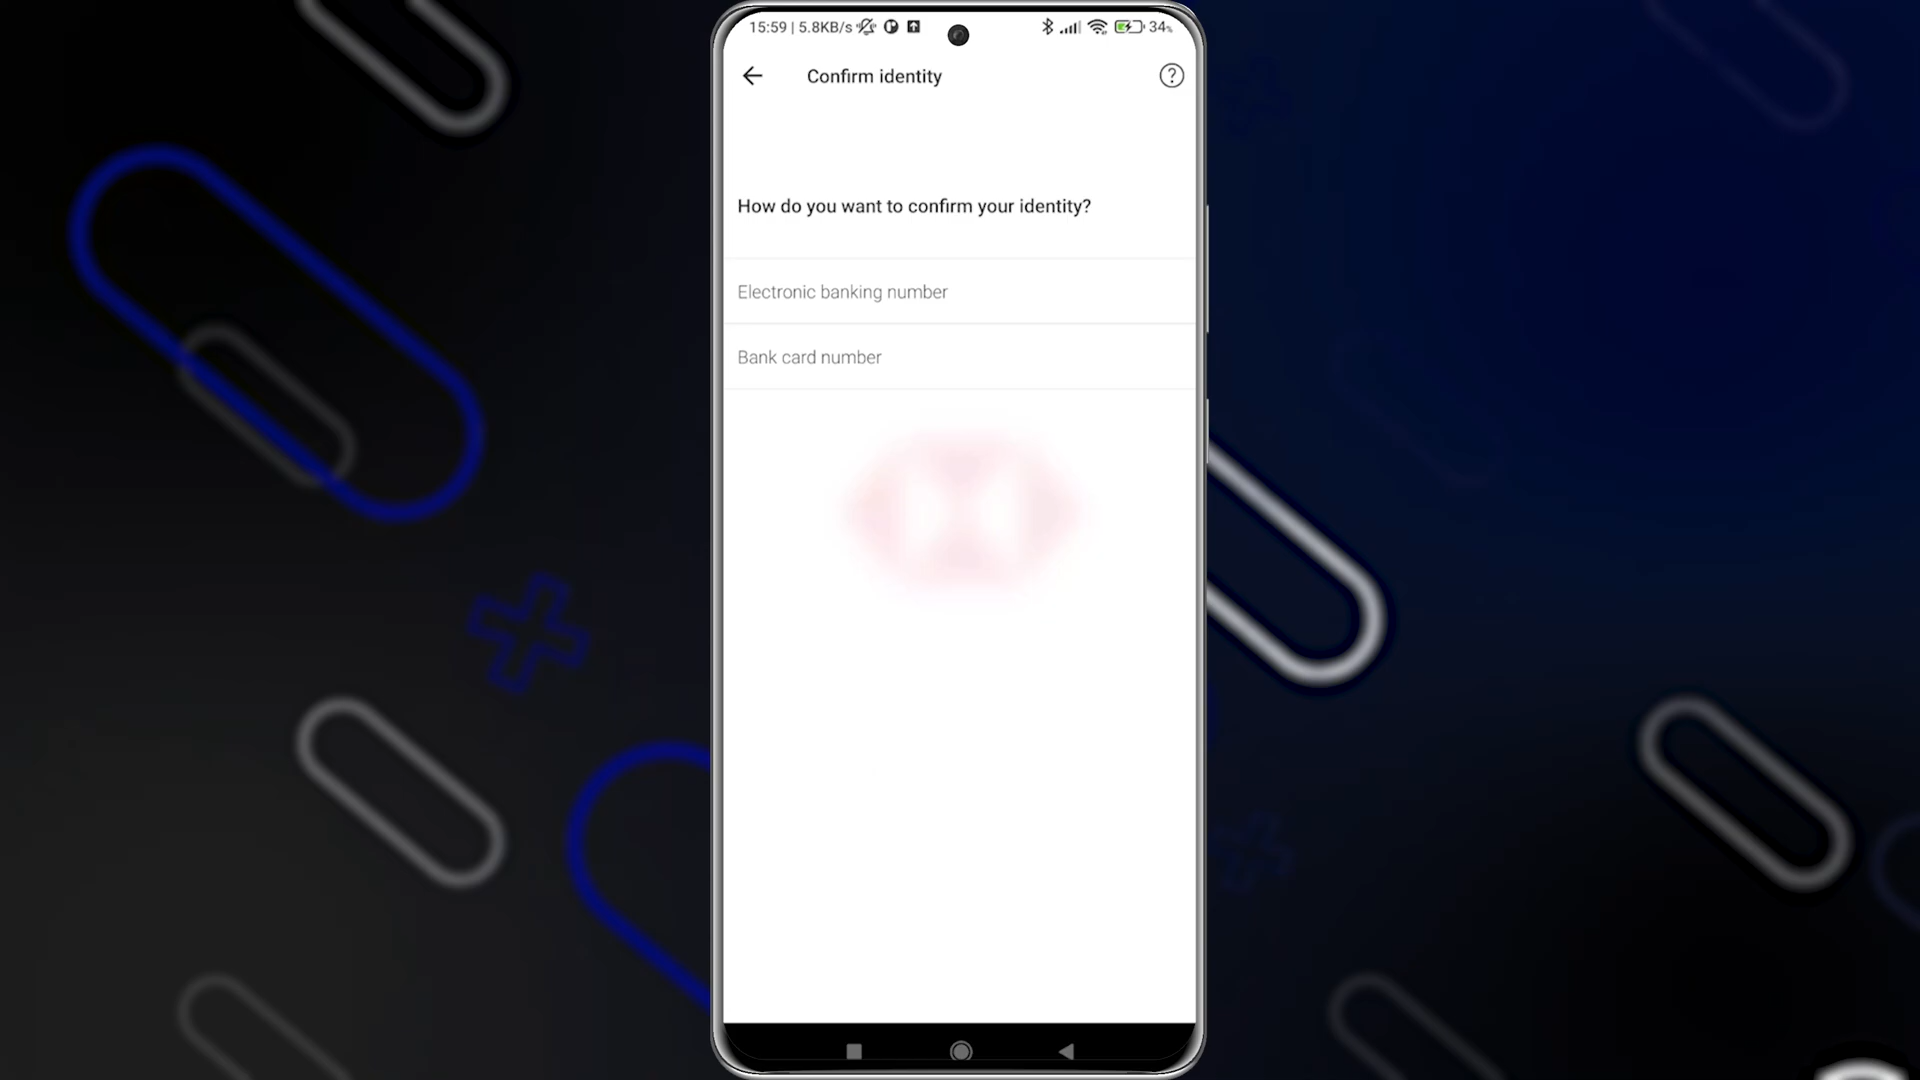 15:59 | 5.8KB/s 34%
Confirm identity
How do you want to confirm your identity?
Electronic banking number
Bank card number